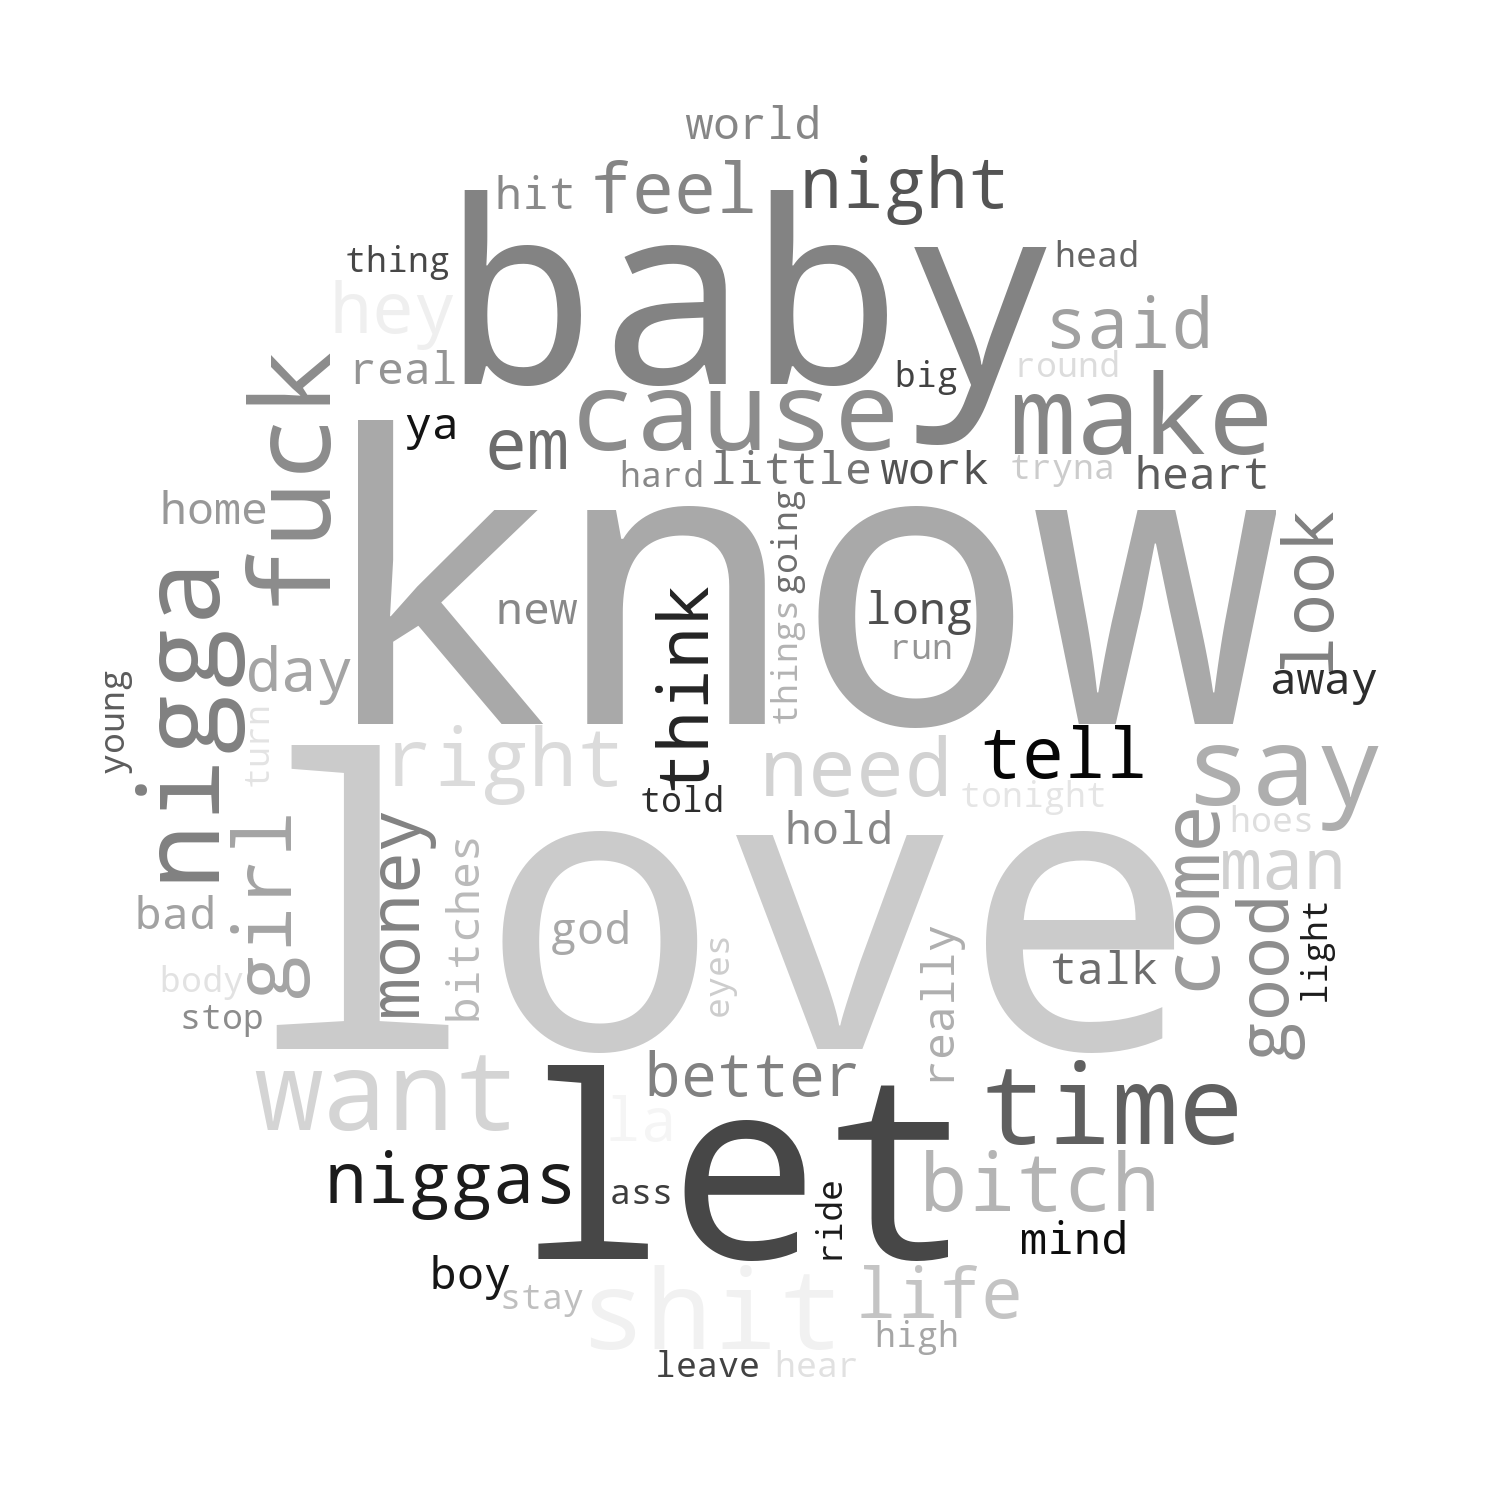 world
hit feel night
baby
thing
head
hey
said
real
round
big
cause
make
ya
em
fuck
hard little work
tryna
heart
home
know
going
look
new
think
long
run
things
nigga
day
away
young
turn
right
need
tell
say
tonight
told
hold
hoes
love
man
come
girl
money
bitches
bad
god
eyes
really
talk
good
light
body
stop
want
better
time
let
la
niggas
ass
ride
bitch
mind
boy
stay
shit
life
high
leave hear